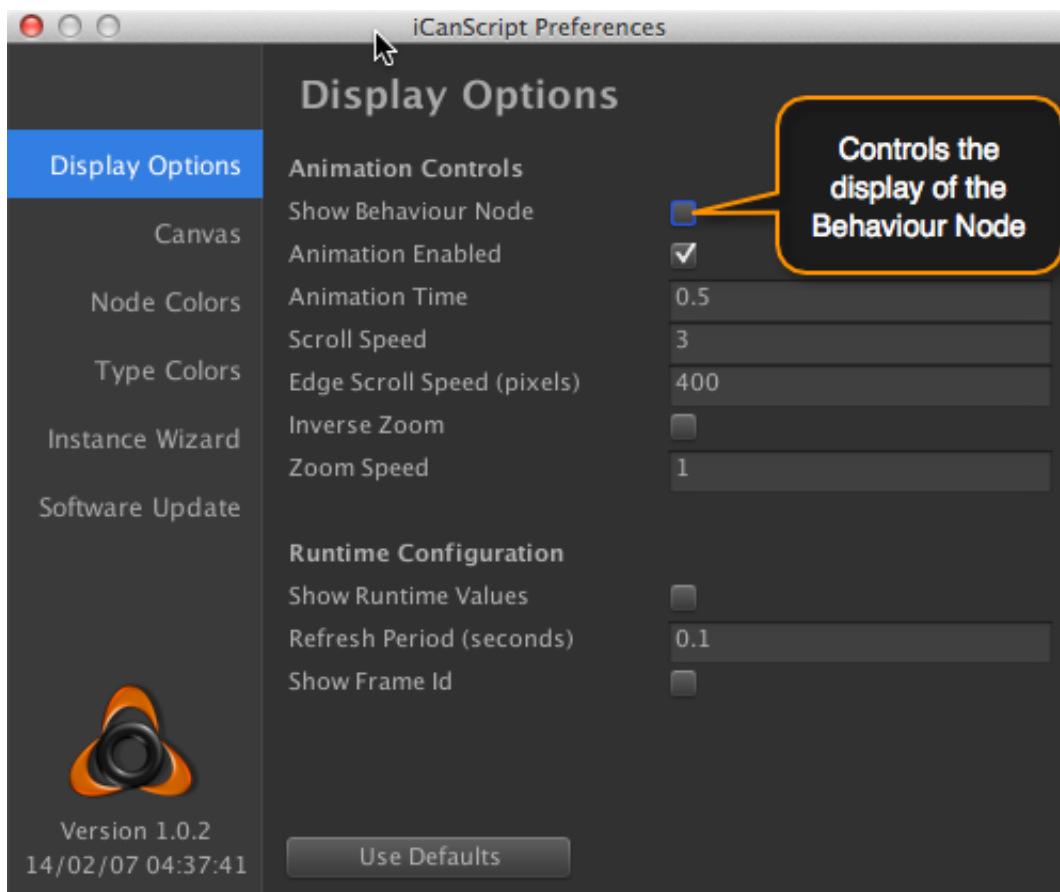 iCanScript Preferences
Display Options
Canvas
Node Colors
Type Colors
Instance Wizard
Software Update
Version 1.0.2
14/02/07 04:37:41
Display Options
Animation Controls
Show Behaviour Node
Controls the
display of the
Behaviour Node
Animation Enabled
Animation Time 0.5
Scroll Speed 3
Edge Scroll Speed (pixels) 400
Inverse Zoom
Zoom Speed 1
Runtime Configuration
Show Runtime Values
Refresh Period (seconds) 0.1
Show Frame Id
Use Defaults